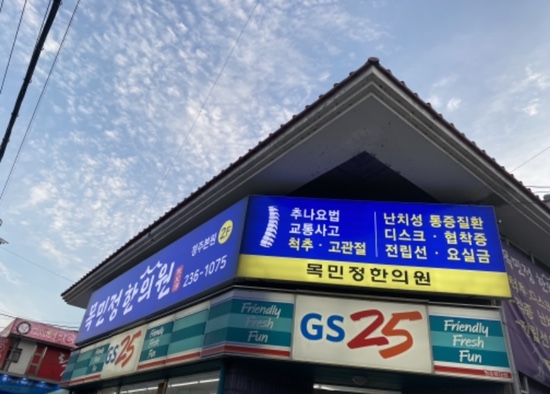 목민정한의원
청주본원 2F
236-1075
추나요법
교통사고
척추·고관절
난치성 통증질환
디스크·협착증
전립선·요실금
목민정한의원
GS25
Friendly
Fresh
Fun
GS25
Friendly
Fresh
Fun
Friendly
Fresh
Fun